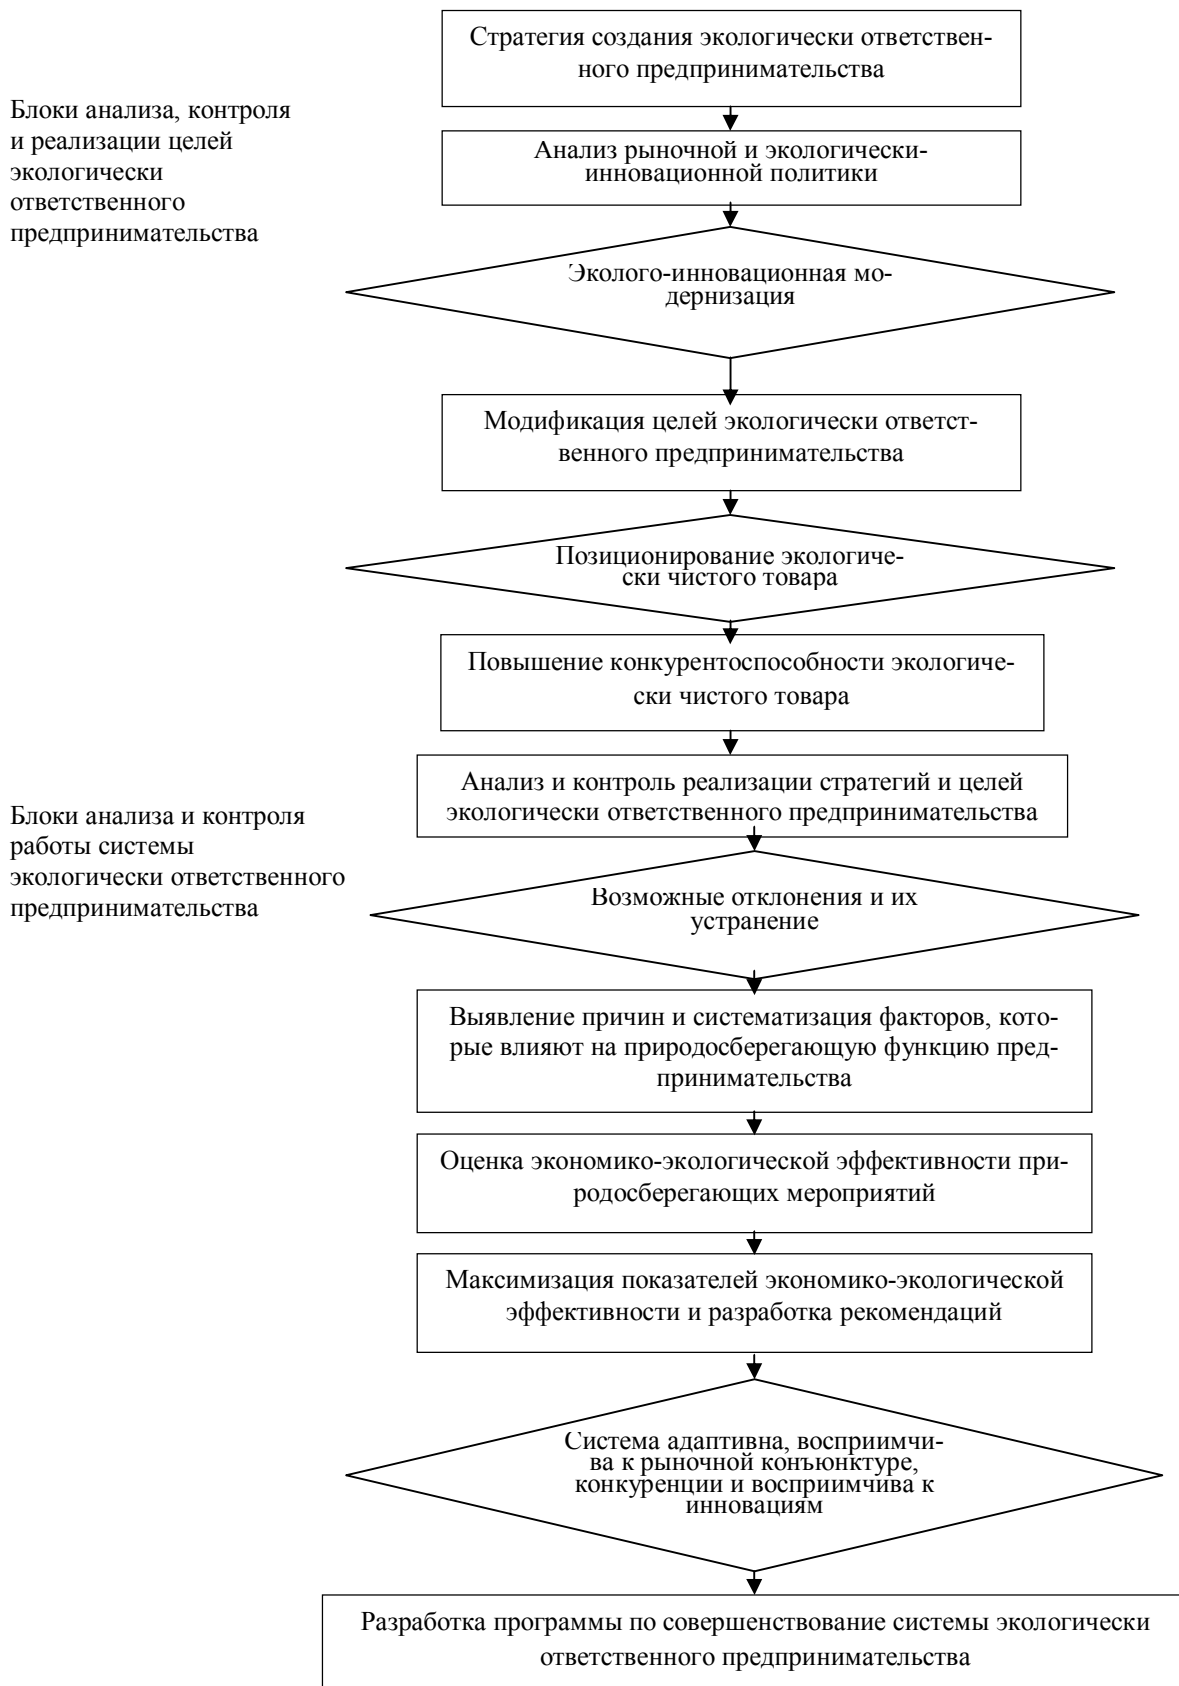 Стратегия создания экологически ответствен-
ного предпринимательства
Блоки анализа, контроля
и реализации целей
экологически
ответственного
предпринимательства
Анализ рыночной и экологически-
инновационной политики
Эколого-инновационная мо-
дернизация
Модификация целей экологически ответст-
венного предпринимательства
Позиционирование экологиче-
ски чистого товара
Повышение конкурентоспособности экологиче-
ски чистого товара
Анализ и контроль реализации стратегий и целей
экологически ответственного предпринимательства
Блоки анализа и контроля
работы системы
экологически ответственного
предпринимательства
Возможные отклонения и их
устранение
Выявление причин и систематизация факторов, кото-
рые влияют на природосберегающую функцию пред-
принимательства
Оценка экономико-экологической эффективности при-
родосберегающих мероприятий
Максимизация показателей экономико-экологической
эффективности и разработка рекомендаций
Система адаптивна, восприимчи-
ва к рыночной конъюнктуре,
конкуренции и восприимчива к
инновациям
Разработка программы по совершенствование системы экологически
ответственного предпринимательства